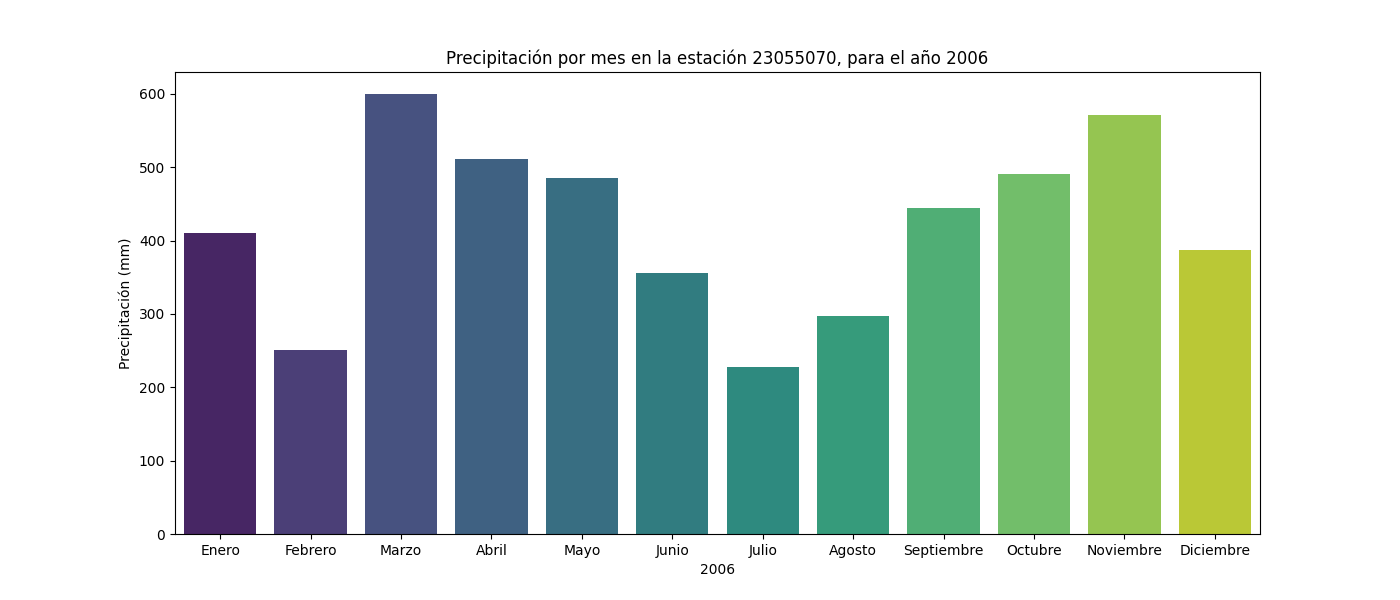 Precipitación por mes en la estación 23055070, para el año 2006
Precipitación (mm)
600
500
400
300
200
100
0
Enero Febrero Marzo Abril Mayo Junio Julio Agosto Septiembre Octubre Noviembre Diciembre
2006